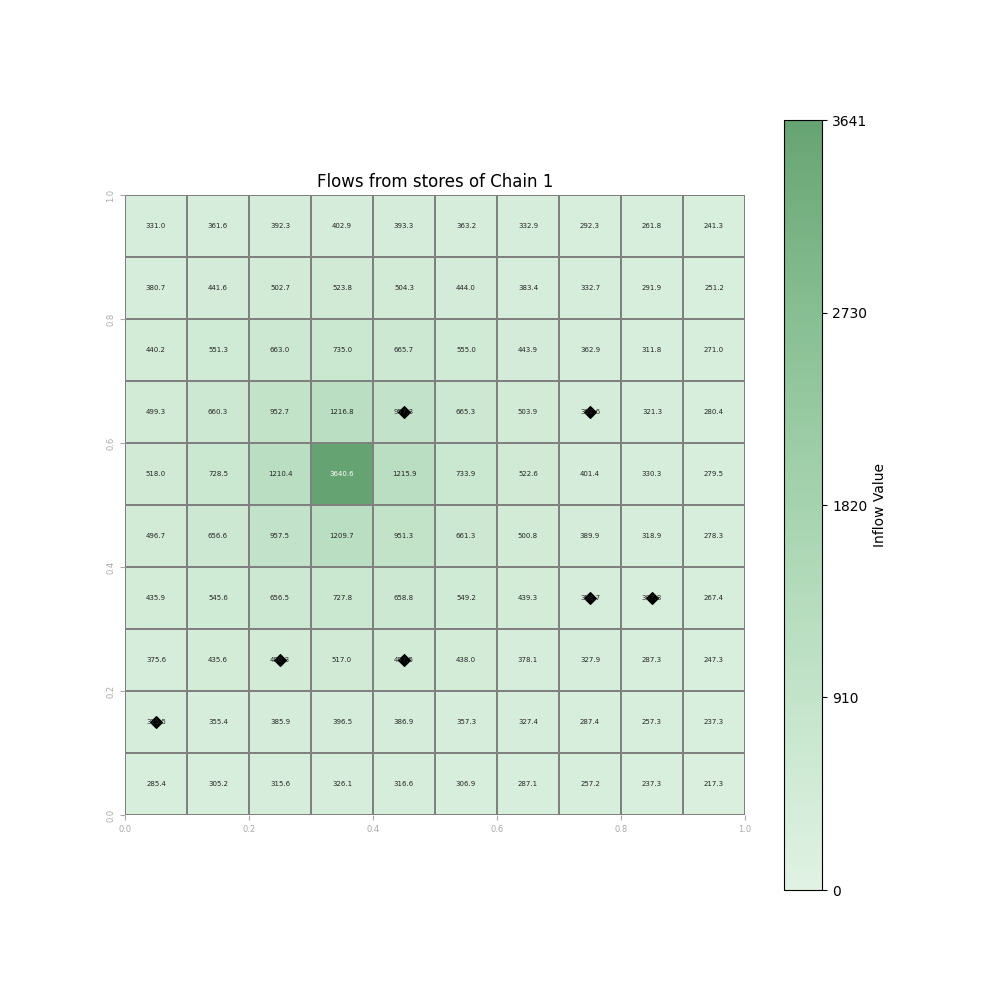 Flows from stores of Chain 1
331.0 361.6 392.3 402.9 393.3 363.2 332.9 292.3 261.8 241.3
380.7 441.6 502.7 523.8 504.3 444.0 383.4 332.7 291.9 251.2
440.2 551.3 663.0 735.0 665.7 555.0 443.9 362.9 311.8 271.0
499.3 660.3 952.7 1216.8 665.3 503.9 321.3 280.4
518.0 728.5 1210.4 3640.6 1215.9 733.9 522.6 401.4 330.3 279.5
496.7 656.6 957.5 1209.7 951.3 661.3 500.8 389.9 318.9 278.3
435.9 545.6 656.5 727.8 658.8 549.2 439.3 267.4
375.6 435.6 517.0 438.0 378.1 327.9 287.3 247.3
355.4 385.9 396.5 386.9 357.3 327.4 287.4 257.3 237.3
285.4 305.2 315.6 326.1 316.6 306.9 287.1 257.2 237.3 217.3
1.0
0.8
0.6
0.4
0.2
0.0
0.0 0.2 0.4 0.6 0.8 1.0
3641
2730
1820
910
0
Inflow Value